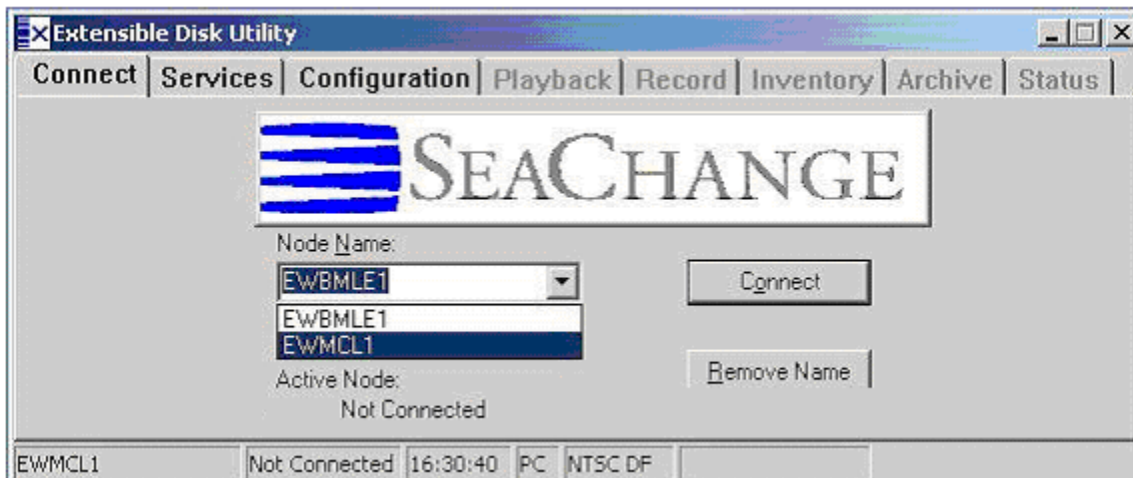 Extensible Disk Utility
Connect Services Configuration Playback Record Inventory Archive Status
SEACHANGE
Node Name:
EWBMLE1
Connect
EWBMLE1
EWMCL1
Remove Name
Active Node:
Not Connected
EWMCL1 Not Connected 16:30:40 PC NTSC DF